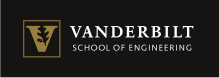 V
VANDERBILT
SCHOOL OF ENGINEERING